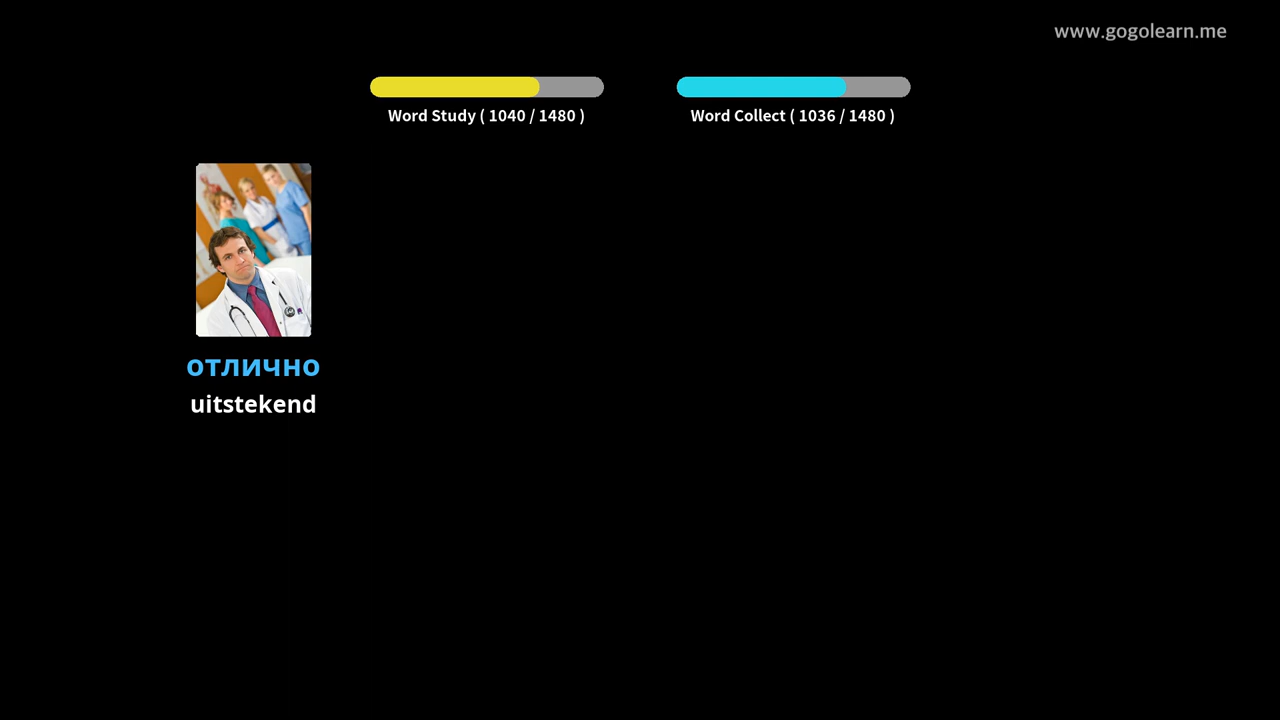 www.gogolearn.me
Word Study ( 1040 / 1480 )
Word Collect ( 1036 / 1480 )
отлично
uitstekend